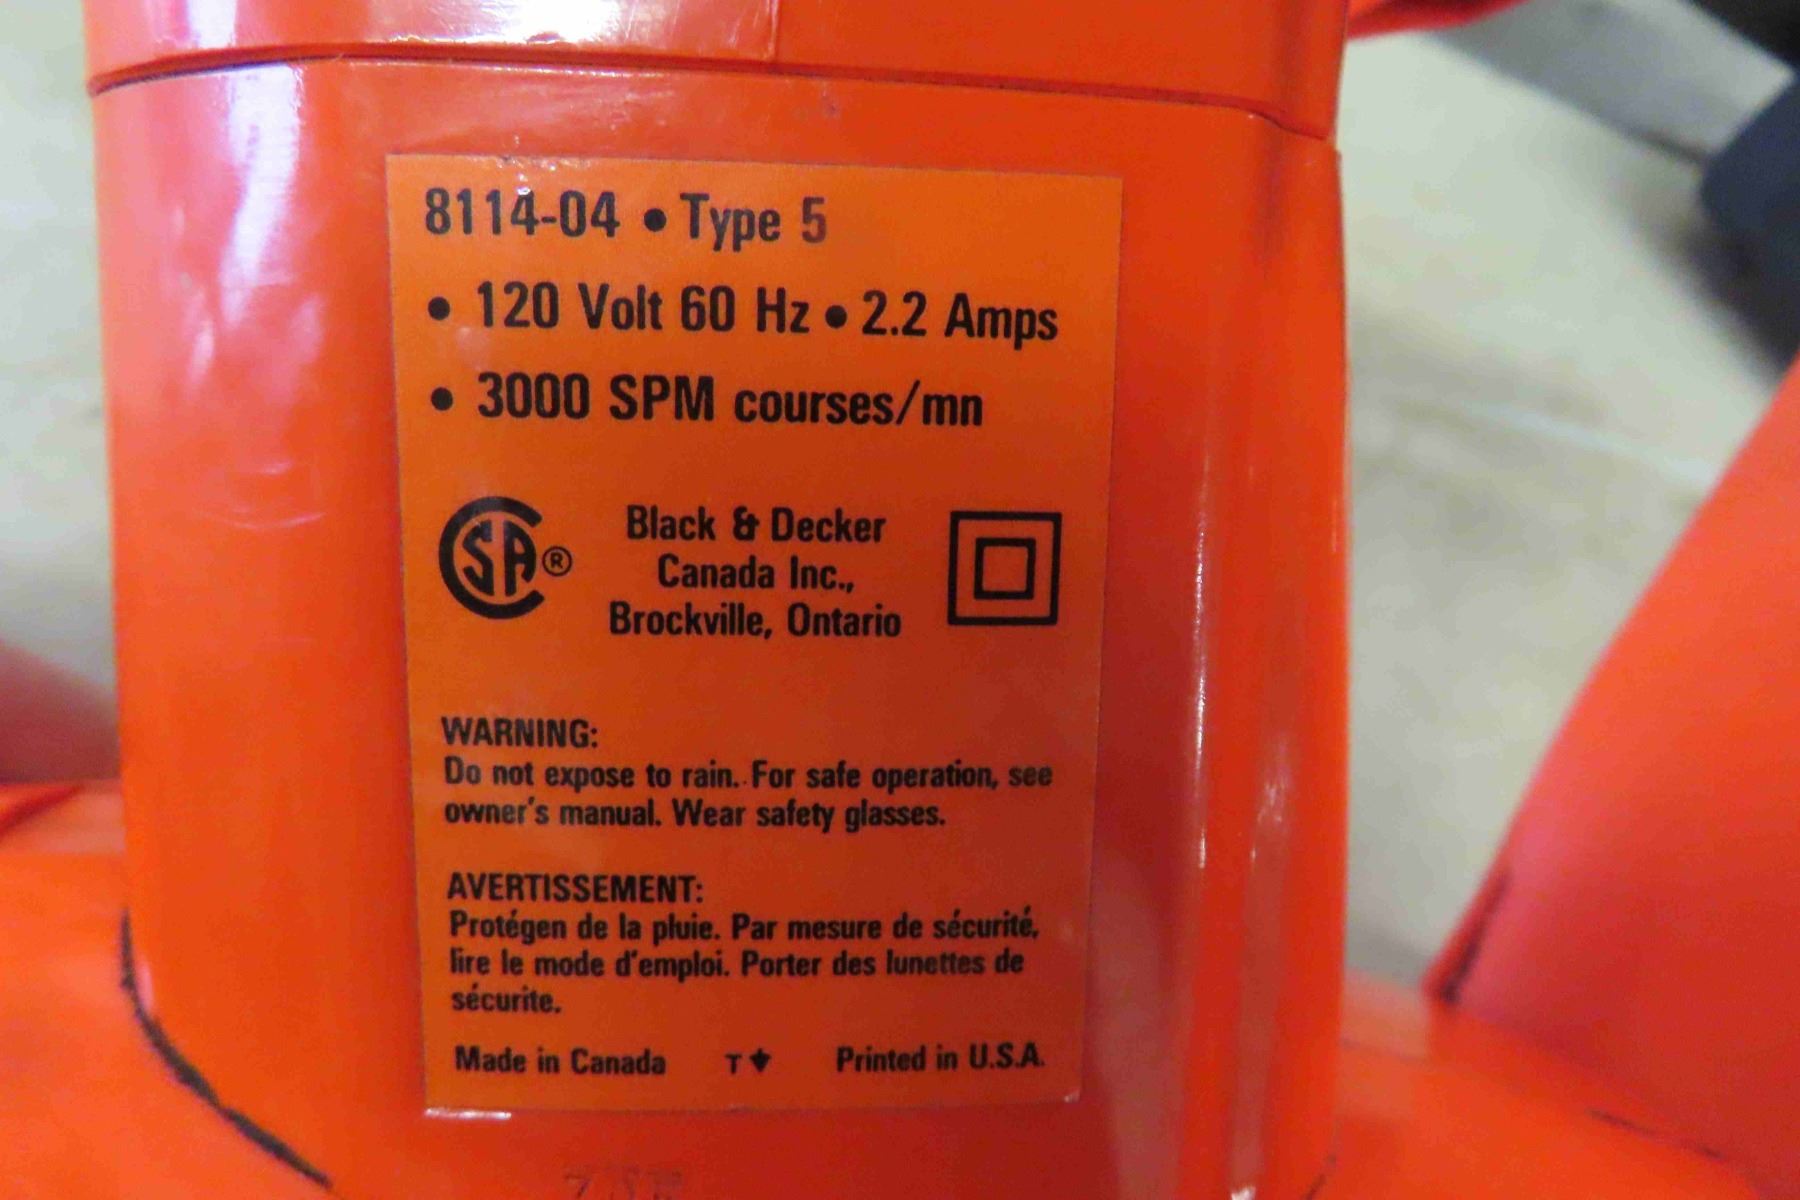 8114-04 • Type 5
• 120 Volt 60 Hz • 2.2 Amps
• 3000 SPM courses/mn
CSA®
Black & Decker
Canada Inc.,
Brockville, Ontario
WARNING:
Do not expose to rain. For safe operation, see
owner's manual. Wear safety glasses.
AVERTISSEMENT:
Protégen de la pluie. Par mesure de sécurité,
lire le mode d'emploi. Porter des lunettes de
sécurite.
Made in Canada T Printed in U.S.A.